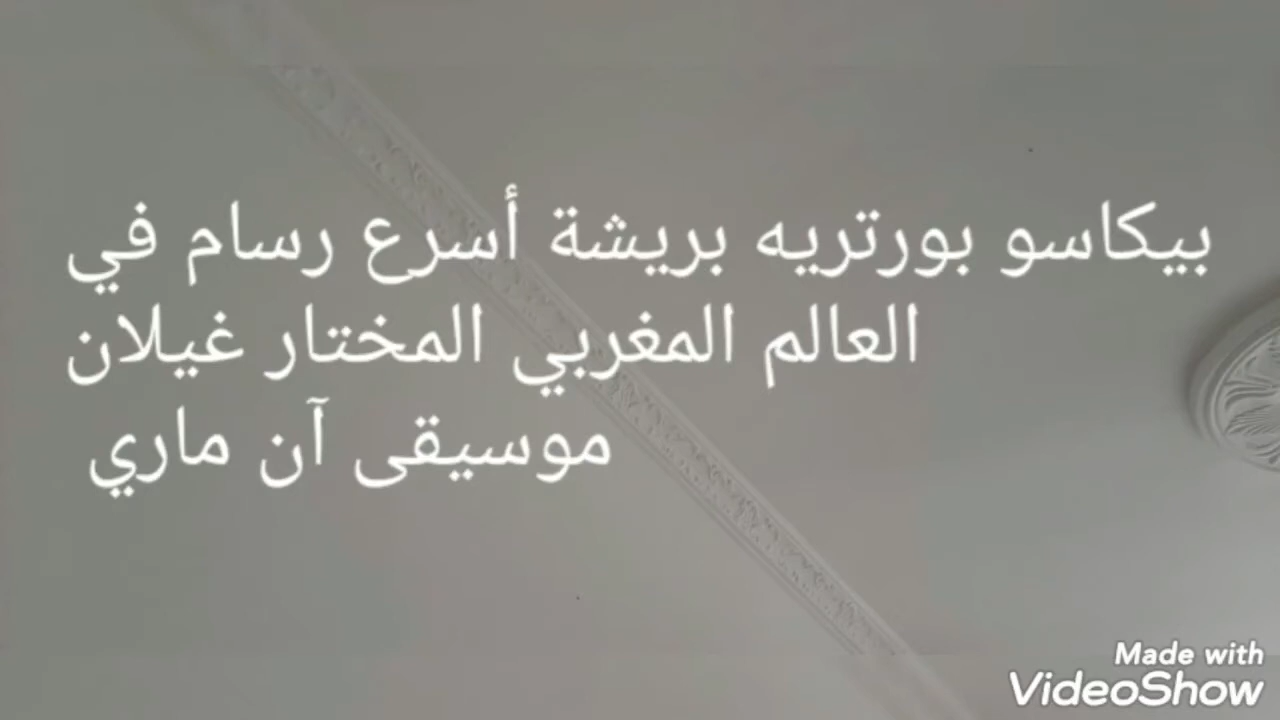 بيكاسو بورتريه بريشة أسرع رسام في
العالم المغربي المختار غيلان
موسيقى آن ماري
Made with
VideoShow